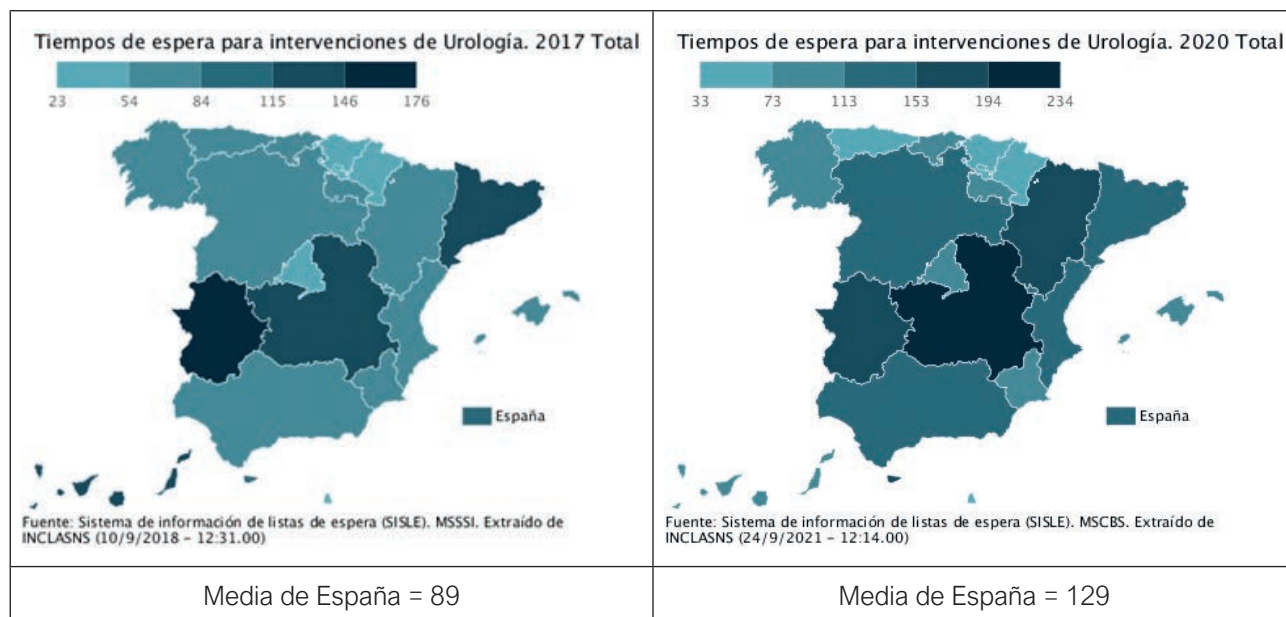 Tiempos de espera para intervenciones de Urología. 2017 Total
23 54 84 115 146 176
España
Fuente: Sistema de información de listas de espera (SISLE). MSSSI. Extraído de
INCLASNS (10/9/2018 – 12:31.00)
Media de España = 89
Tiempos de espera para intervenciones de Urología. 2020 Total
33 73 113 153 194 234
España
Fuente: Sistema de información de listas de espera (SISLE). MSCBS. Extraído de
INCLASNS (24/9/2021 – 12:14.00)
Media de España = 129